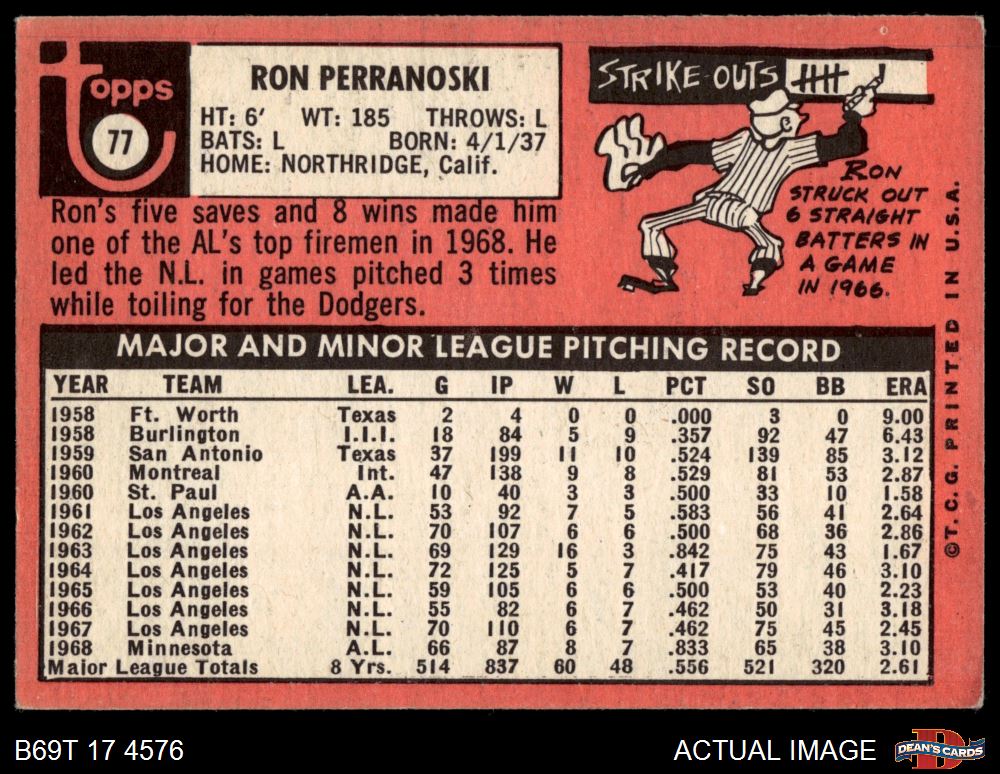 topps
77
RON PERRANOSKI
HT: 6' WT: 185 THROWS: L
BATS: L BORN: 4/1/37
HOME: NORTHRIDGE, Calif.
STRIKE OUTS
RON
STRUCK OUT
6 STRAIGHT
BATTERS IN
A GAME
IN 1966.
Ron's five saves and 8 wins made him
one of the AL's top firemen in 1968. He
led the N.L. in games pitched 3 times
while toiling for the Dodgers.
MAJOR AND MINOR LEAGUE PITCHING RECORD
YEAR TEAM LEA. G IP W L PCT SO BB ERA
1958 Ft. Worth Texas 2 4 0 0 .000 3 0 9.00
1958 Burlington I.I.I. 18 84 5 9 .357 92 47 6.43
1959 San Antonio Texas 37 199 11 10 .524 139 85 3.12
1960 Montreal Int. 47 138 9 8 .529 81 53 2.87
1960 St. Paul A.A. 10 40 3 3 .500 33 10 1.58
1961 Los Angeles N.L. 53 92 7 5 .583 56 41 2.64
1962 Los Angeles N.L. 70 107 6 6 .500 68 36 2.86
1963 Los Angeles N.L. 69 129 16 3 .842 75 43 1.67
1964 Los Angeles N.L. 72 125 5 7 .417 79 46 3.10
1965 Los Angeles N.L. 59 105 6 6 .500 53 40 2.23
1966 Los Angeles N.L. 55 82 6 7 .462 50 31 3.18
1967 Los Angeles N.L. 70 110 6 7 .462 75 45 2.45
1968 Minnesota A.L. 66 87 8 7 .833 65 38 3.10
Major League Totals 8 Yrs. 514 837 60 48 .556 521 320 2.61
©T.C.G. PRINTED IN U.S.A.
B69T 17 4576
ACTUAL IMAGE
DEAN'S CARDS